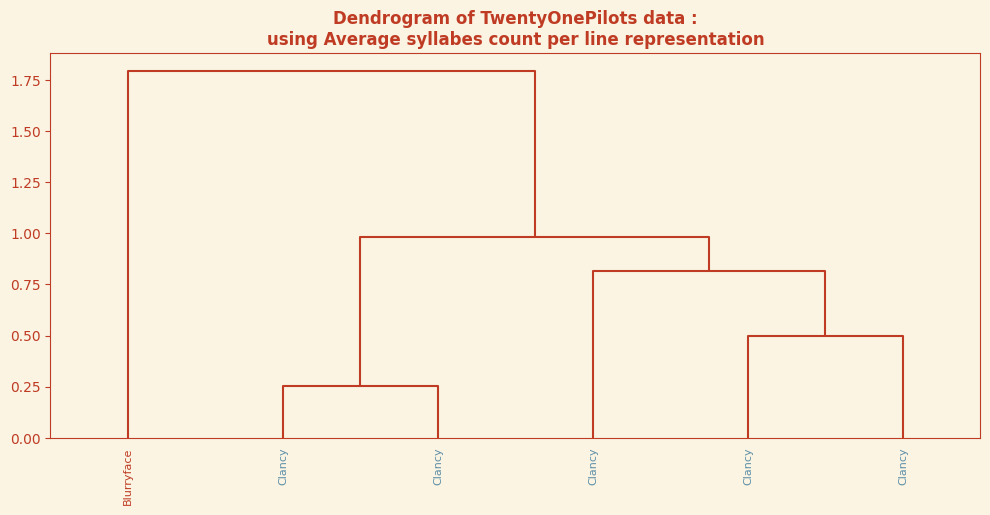 Dendrogram of TwentyOnePilots data :
using Average syllabes count per line representation
1.75
1.50
1.25
1.00
0.75
0.50
0.25
0.00
Blurryface
Clancy
Clancy
Clancy
Clancy
Clancy